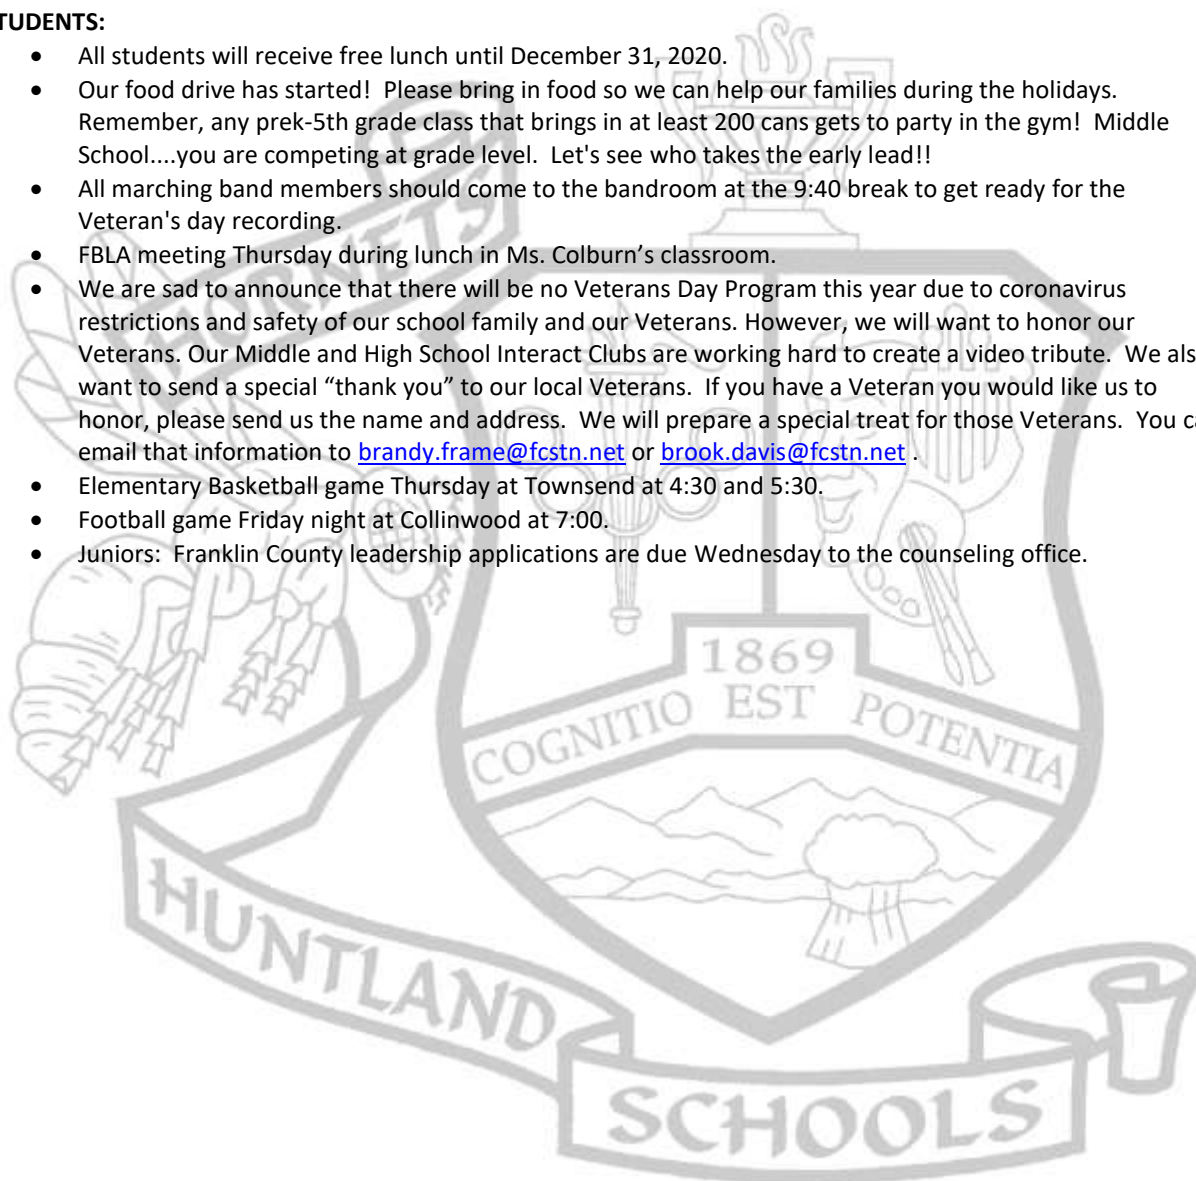 TUDENTS:
• All students will receive free lunch until December 31, 2020.
• Our food drive has started!  Please bring in food so we can help our families during the holidays.
Remember, any prek-5th grade class that brings in at least 200 cans gets to party in the gym!  Middle
School....you are competing at grade level.  Let's see who takes the early lead!!
• All marching band members should come to the bandroom at the 9:40 break to get ready for the
Veteran's day recording.
• FBLA meeting Thursday during lunch in Ms. Colburn’s classroom.
• We are sad to announce that there will be no Veterans Day Program this year due to coronavirus
restrictions and safety of our school family and our Veterans. However, we will want to honor our
Veterans. Our Middle and High School Interact Clubs are working hard to create a video tribute.  We als
want to send a special “thank you” to our local Veterans.  If you have a Veteran you would like us to
honor, please send us the name and address.  We will prepare a special treat for those Veterans.  You ca
email that information to brandy.frame@fcstn.net or brook.davis@fcstn.net .
• Elementary Basketball game Thursday at Townsend at 4:30 and 5:30.
• Football game Friday night at Collinwood at 7:00.
• Juniors:  Franklin County leadership applications are due Wednesday to the counseling office.
HORNETS
1869
COGNITIO EST POTENTIA
HUNTLAND
SCHOOLS